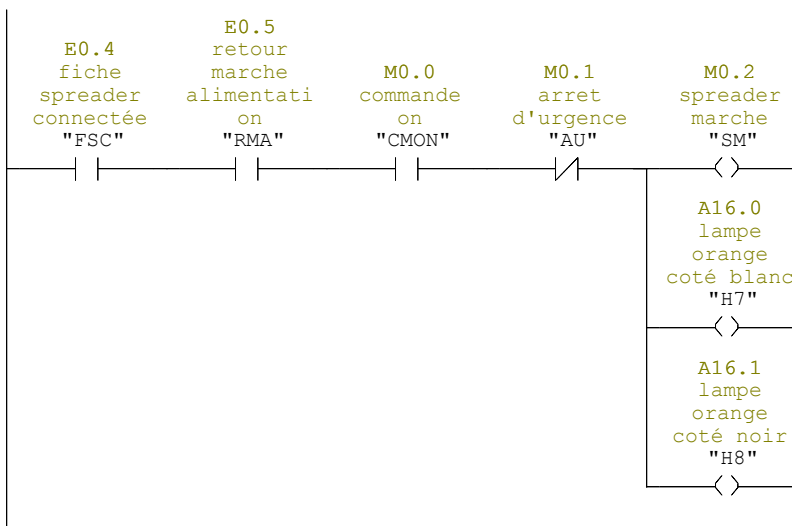 E0.4
fiche
spreader
connectée
"FSC"
E0.5
retour
marche
alimentati
on
"RMA"
M0.0
commande
on
"CMON"
M0.1
arret
d'urgence
"AU"
M0.2
spreader
marche
"SM"
A16.0
lampe
orange
coté blanc
"H7"
A16.1
lampe
orange
coté noir
"H8"